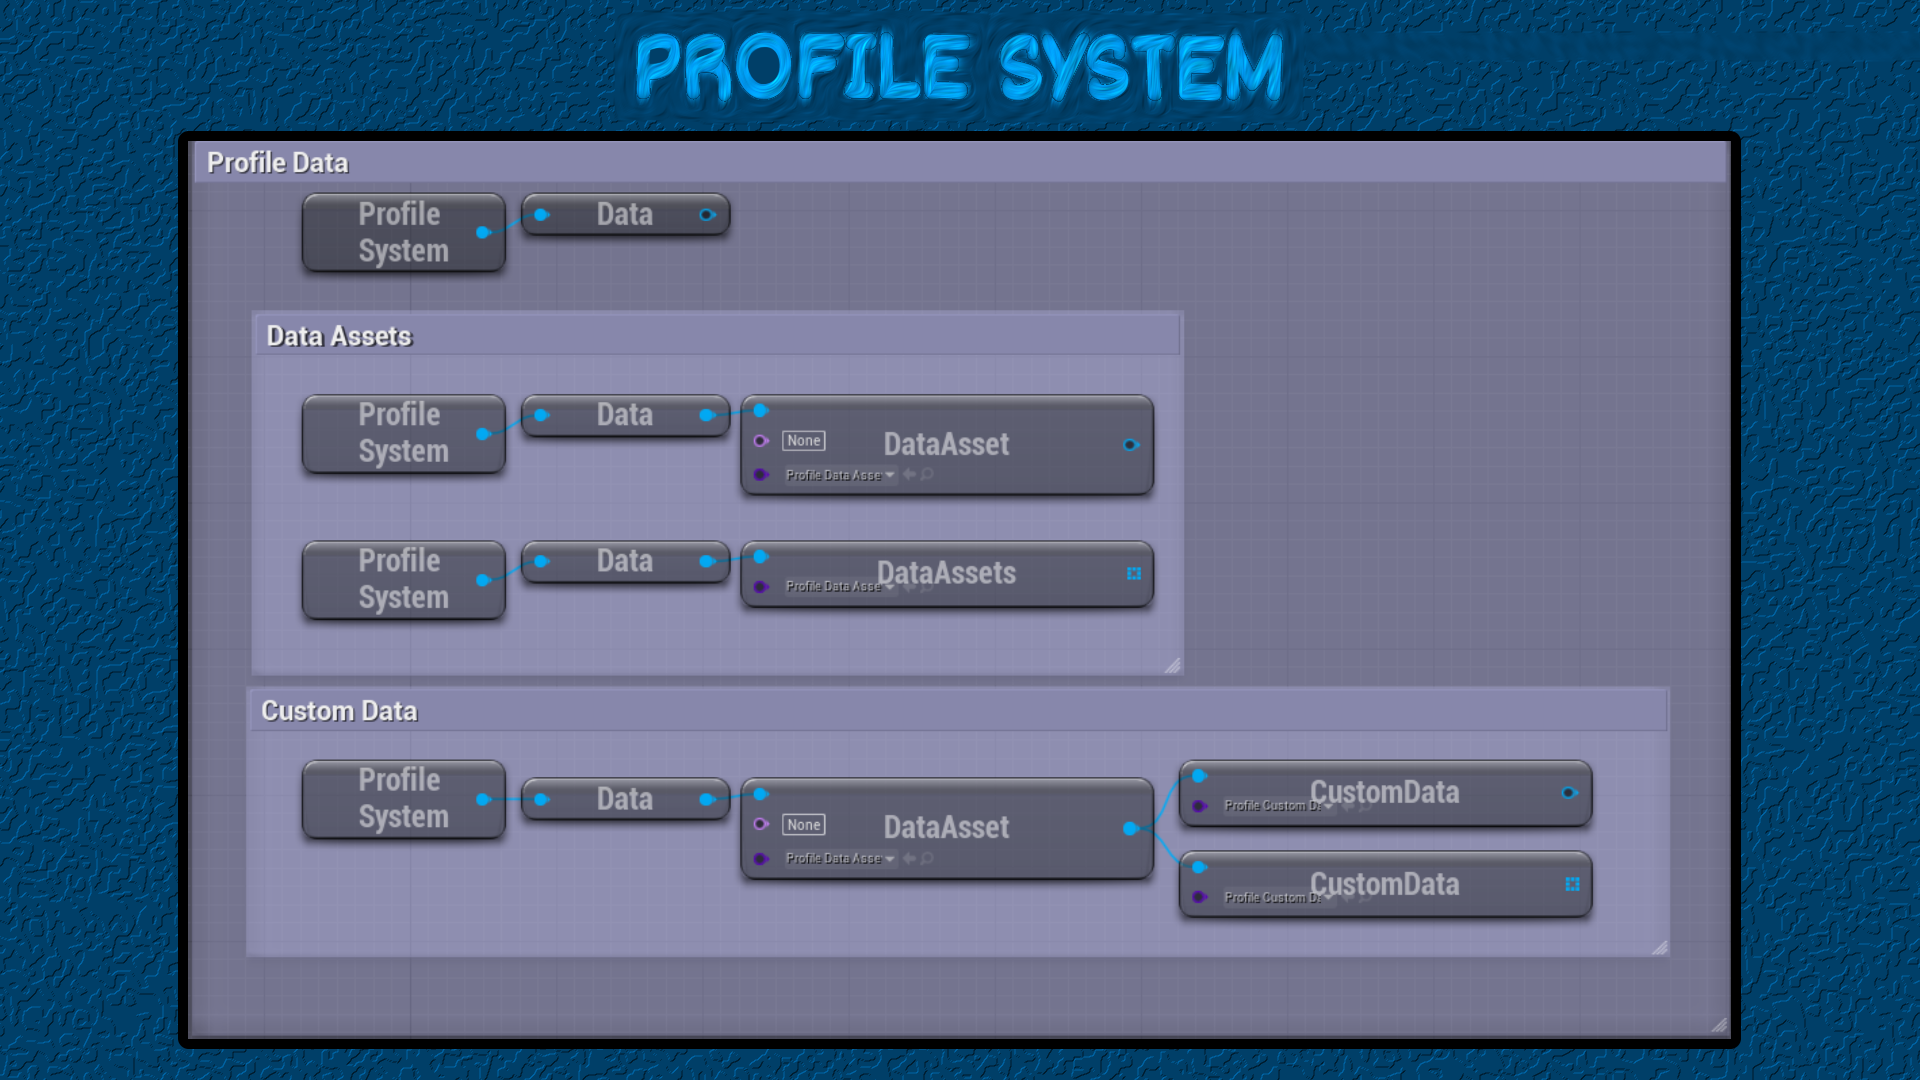 PROFILE SYSTEM
Profile Data
Profile
System
Data
Data Assets
Profile
System
Data
None
DataAsset
Profile Data Asse
Profile
System
Data
DataAssets
Profile Data Asse
Custom Data
Profile
System
Data
None
DataAsset
Profile Data Asse
CustomData
Profile Custom Da
CustomData
Profile Custom Da